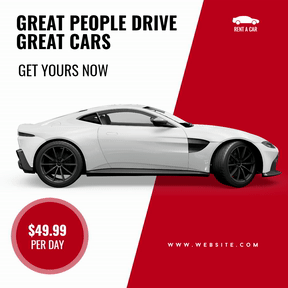 GREAT PEOPLE DRIVE
GREAT CARS
RENT A CAR
GET YOURS NOW
$49.99
PER DAY
WWW.WEBSITE.COM